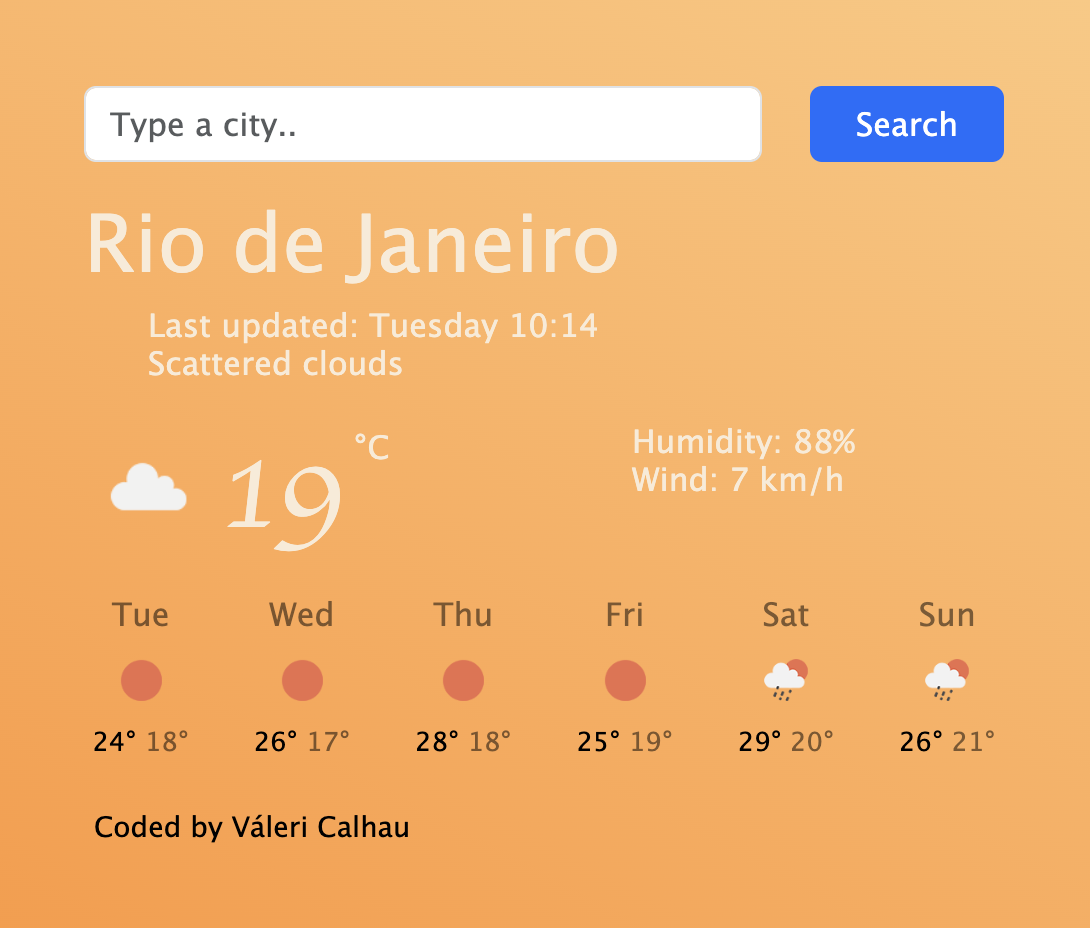 Type a city..
Search
Rio de Janeiro
Last updated: Tuesday 10:14
Scattered clouds
19 °C
Humidity: 88%
Wind: 7 km/h
Tue Wed Thu Fri Sat Sun
24° 18° 26° 17° 28° 18° 25° 19° 29° 20° 26° 21°
Coded by Váleri Calhau